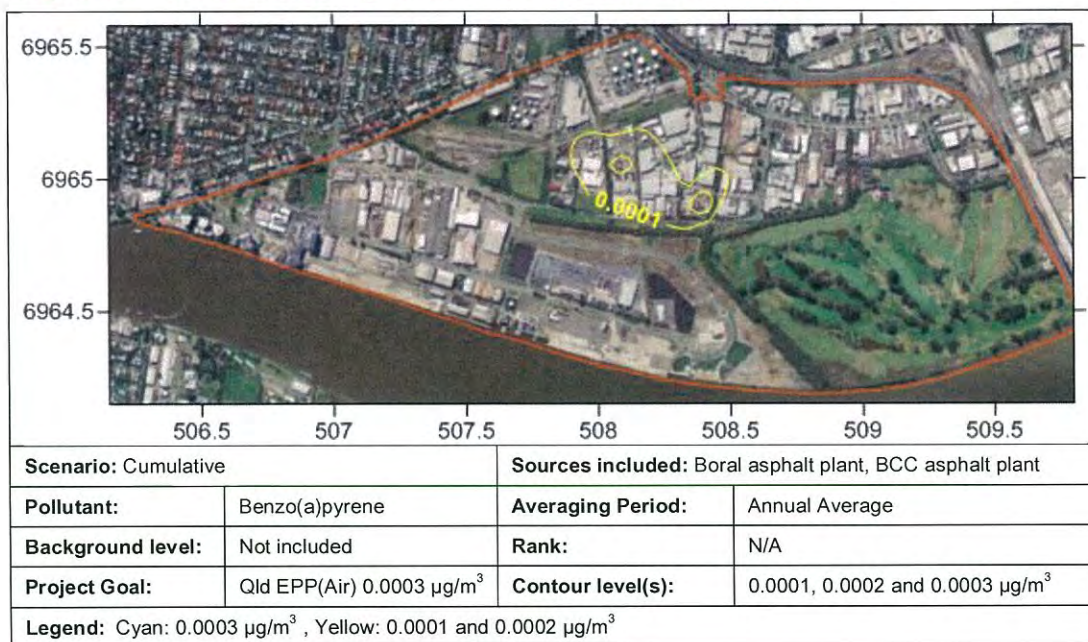 6965.5
6965
0.0001
6964.5
506.5 507 507.5 508 508.5 509 509.5
Scenario: Cumulative Sources included: Boral asphalt plant, BCC asphalt plant
Pollutant: Benzo(a)pyrene Averaging Period: Annual Average
Background level: Not included Rank: N/A
Project Goal: Qld EPP(Air) 0.0003 µg/m³ Contour level(s): 0.0001, 0.0002 and 0.0003 µg/m³
Legend: Cyan: 0.0003 µg/m³ , Yellow: 0.0001 and 0.0002 µg/m³